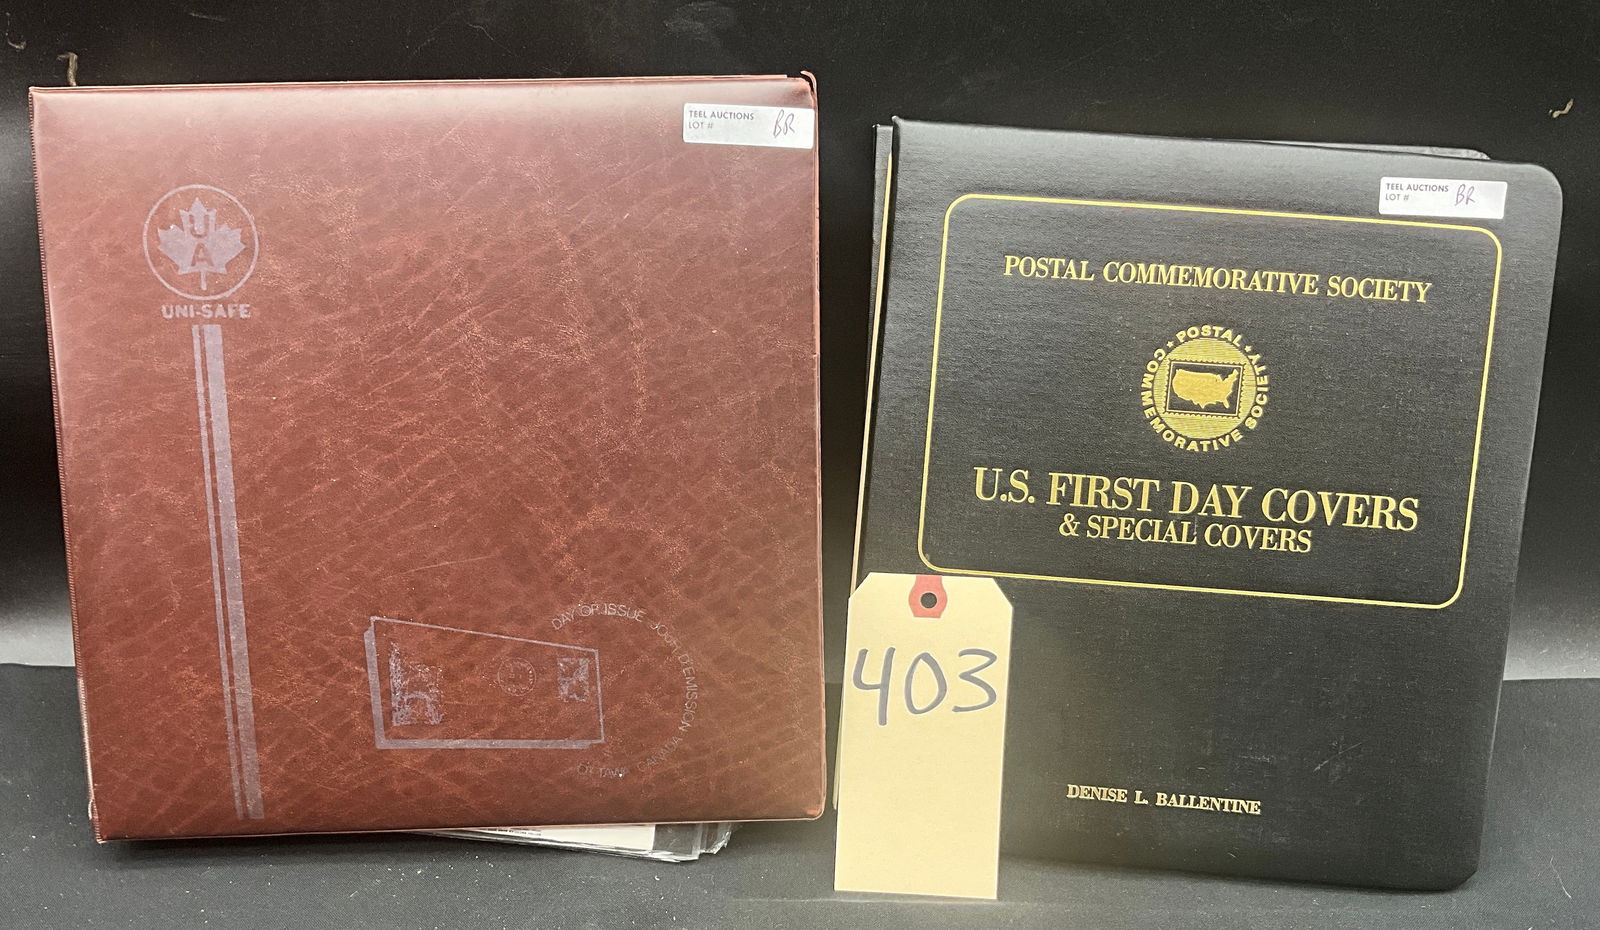 TEEL AUCTIONS
LOT # BR
UA
UNI-SAFE
DAY OF ISSUE JOUR D'EMISSION
OTTAWA CANADA
TEEL AUCTIONS
LOT # BR
POSTAL COMMEMORATIVE SOCIETY
★ POSTAL ★ COMMEMORATIVE SOCIETY
U.S. FIRST DAY COVERS
& SPECIAL COVERS
403
DENISE L. BALLENTINE